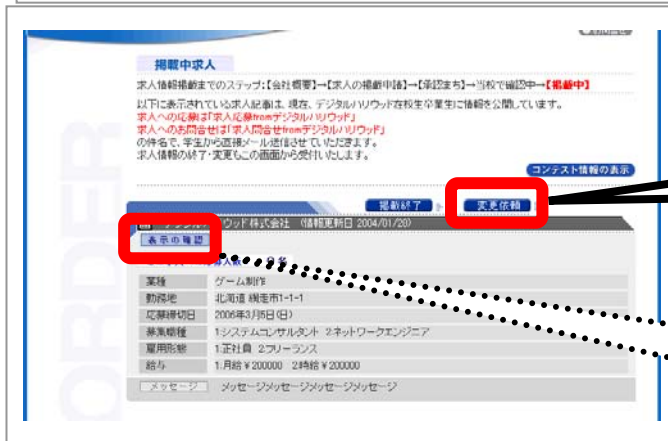 掲載中求人
求人情報掲載までのステップ:【会社概要】→【求人の掲載申請】→【承認まち】→当校で確認中→【掲載中】
以下に表示されている求人記事は、現在、デジタルハリウッド在校生卒業生に情報を公開しています。
求人への応募は「求人応募fromデジタルハリウッド」
求人へのお問合せは「求人問合せfromデジタルハリウッド」
の件名で、学生から直接メール送信させていただきます。
求人情報の終了・変更もこの画面から受付いたします。
コンテスト情報の表示
掲載終了
変更依頼
ウッド株式会社 (情報更新日 2004/01/20)
表示の確認
業種 ゲーム制作
勤務地 北海道 網走市1-1-1
応募締切日 2006年3月5日(日)
募集職種 1.システムコンサルタント 2.ネットワークエンジニア
雇用形態 1.正社員 2.フリーランス
給与 1.月給￥200000 2.時給￥200000
メッセージ メッセージメッセージメッセージメッセージ
ORDER